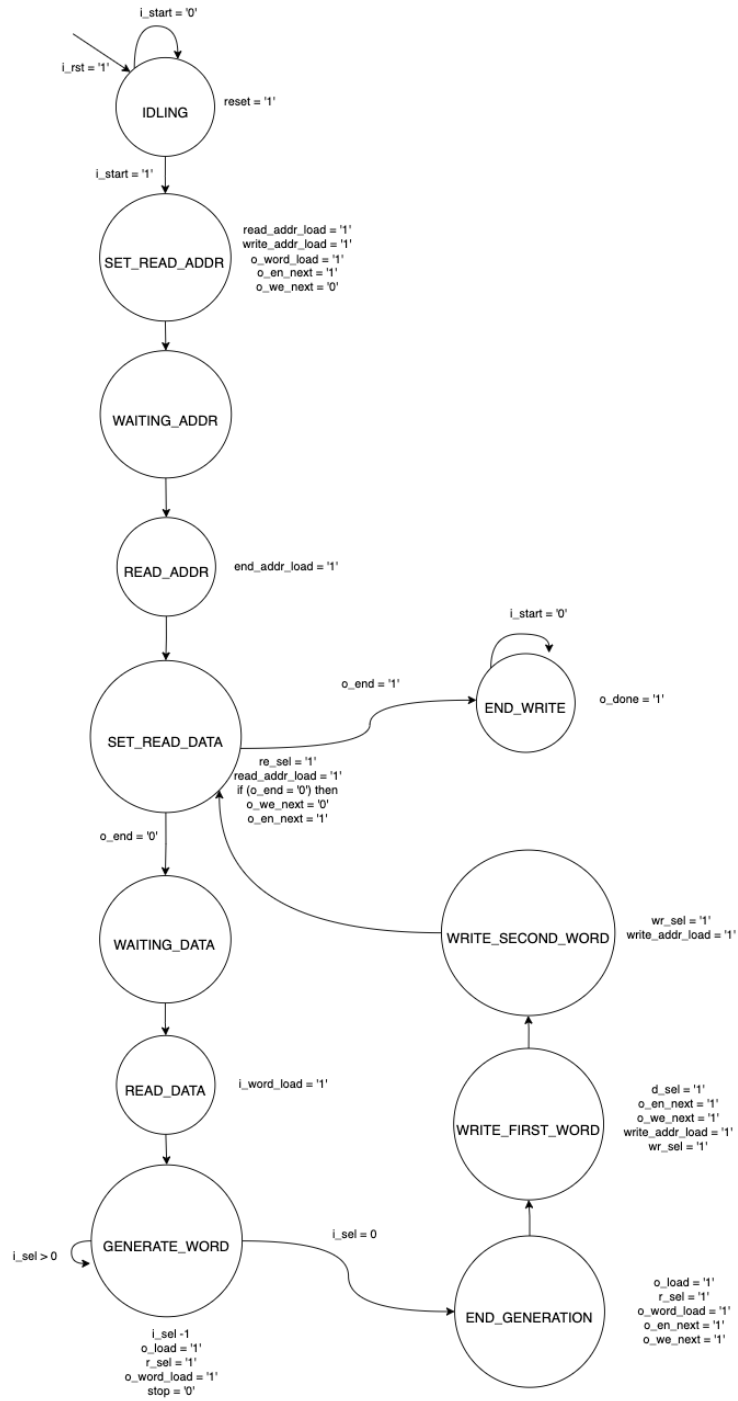 i_start = '0'
i_rst = '1'
IDLING
reset = '1'
i_start = '1'
SET_READ_ADDR
read_addr_load = '1'
write_addr_load = '1'
o_word_load = '1'
o_en_next = '1'
o_we_next = '0'
WAITING_ADDR
READ_ADDR
end_addr_load = '1'
SET_READ_DATA
re_sel = '1'
read_addr_load = '1'
if (o_end = '0') then
o_we_next = '0'
o_en_next = '1'
o_end = '1'
i_start = '0'
END_WRITE
o_done = '1'
o_end = '0'
WAITING_DATA
READ_DATA
i_word_load = '1'
GENERATE_WORD
i_sel > 0
i_sel -1
o_load = '1'
r_sel = '1'
o_word_load = '1'
stop = '0'
i_sel = 0
END_GENERATION
o_load = '1'
r_sel = '1'
o_word_load = '1'
o_en_next = '1'
o_we_next = '1'
WRITE_FIRST_WORD
d_sel = '1'
o_en_next = '1'
o_we_next = '1'
write_addr_load = '1'
wr_sel = '1'
WRITE_SECOND_WORD
wr_sel = '1'
write_addr_load = '1'